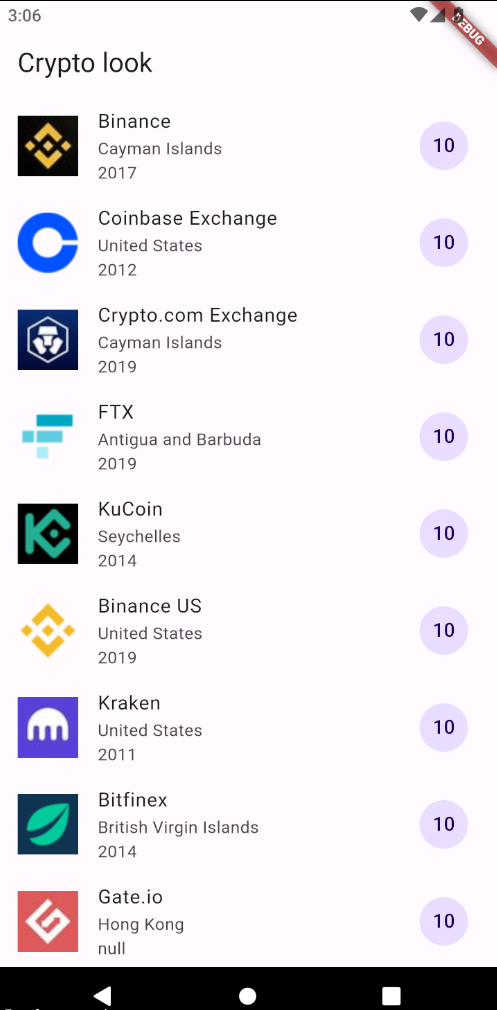 3:06
DEBUG
Crypto look
Binance
Cayman Islands
2017
10
Coinbase Exchange
United States
2012
10
Crypto.com Exchange
Cayman Islands
2019
10
FTX
Antigua and Barbuda
2019
10
KuCoin
Seychelles
2014
10
Binance US
United States
2019
10
Kraken
United States
2011
10
Bitfinex
British Virgin Islands
2014
10
Gate.io
Hong Kong
null
10